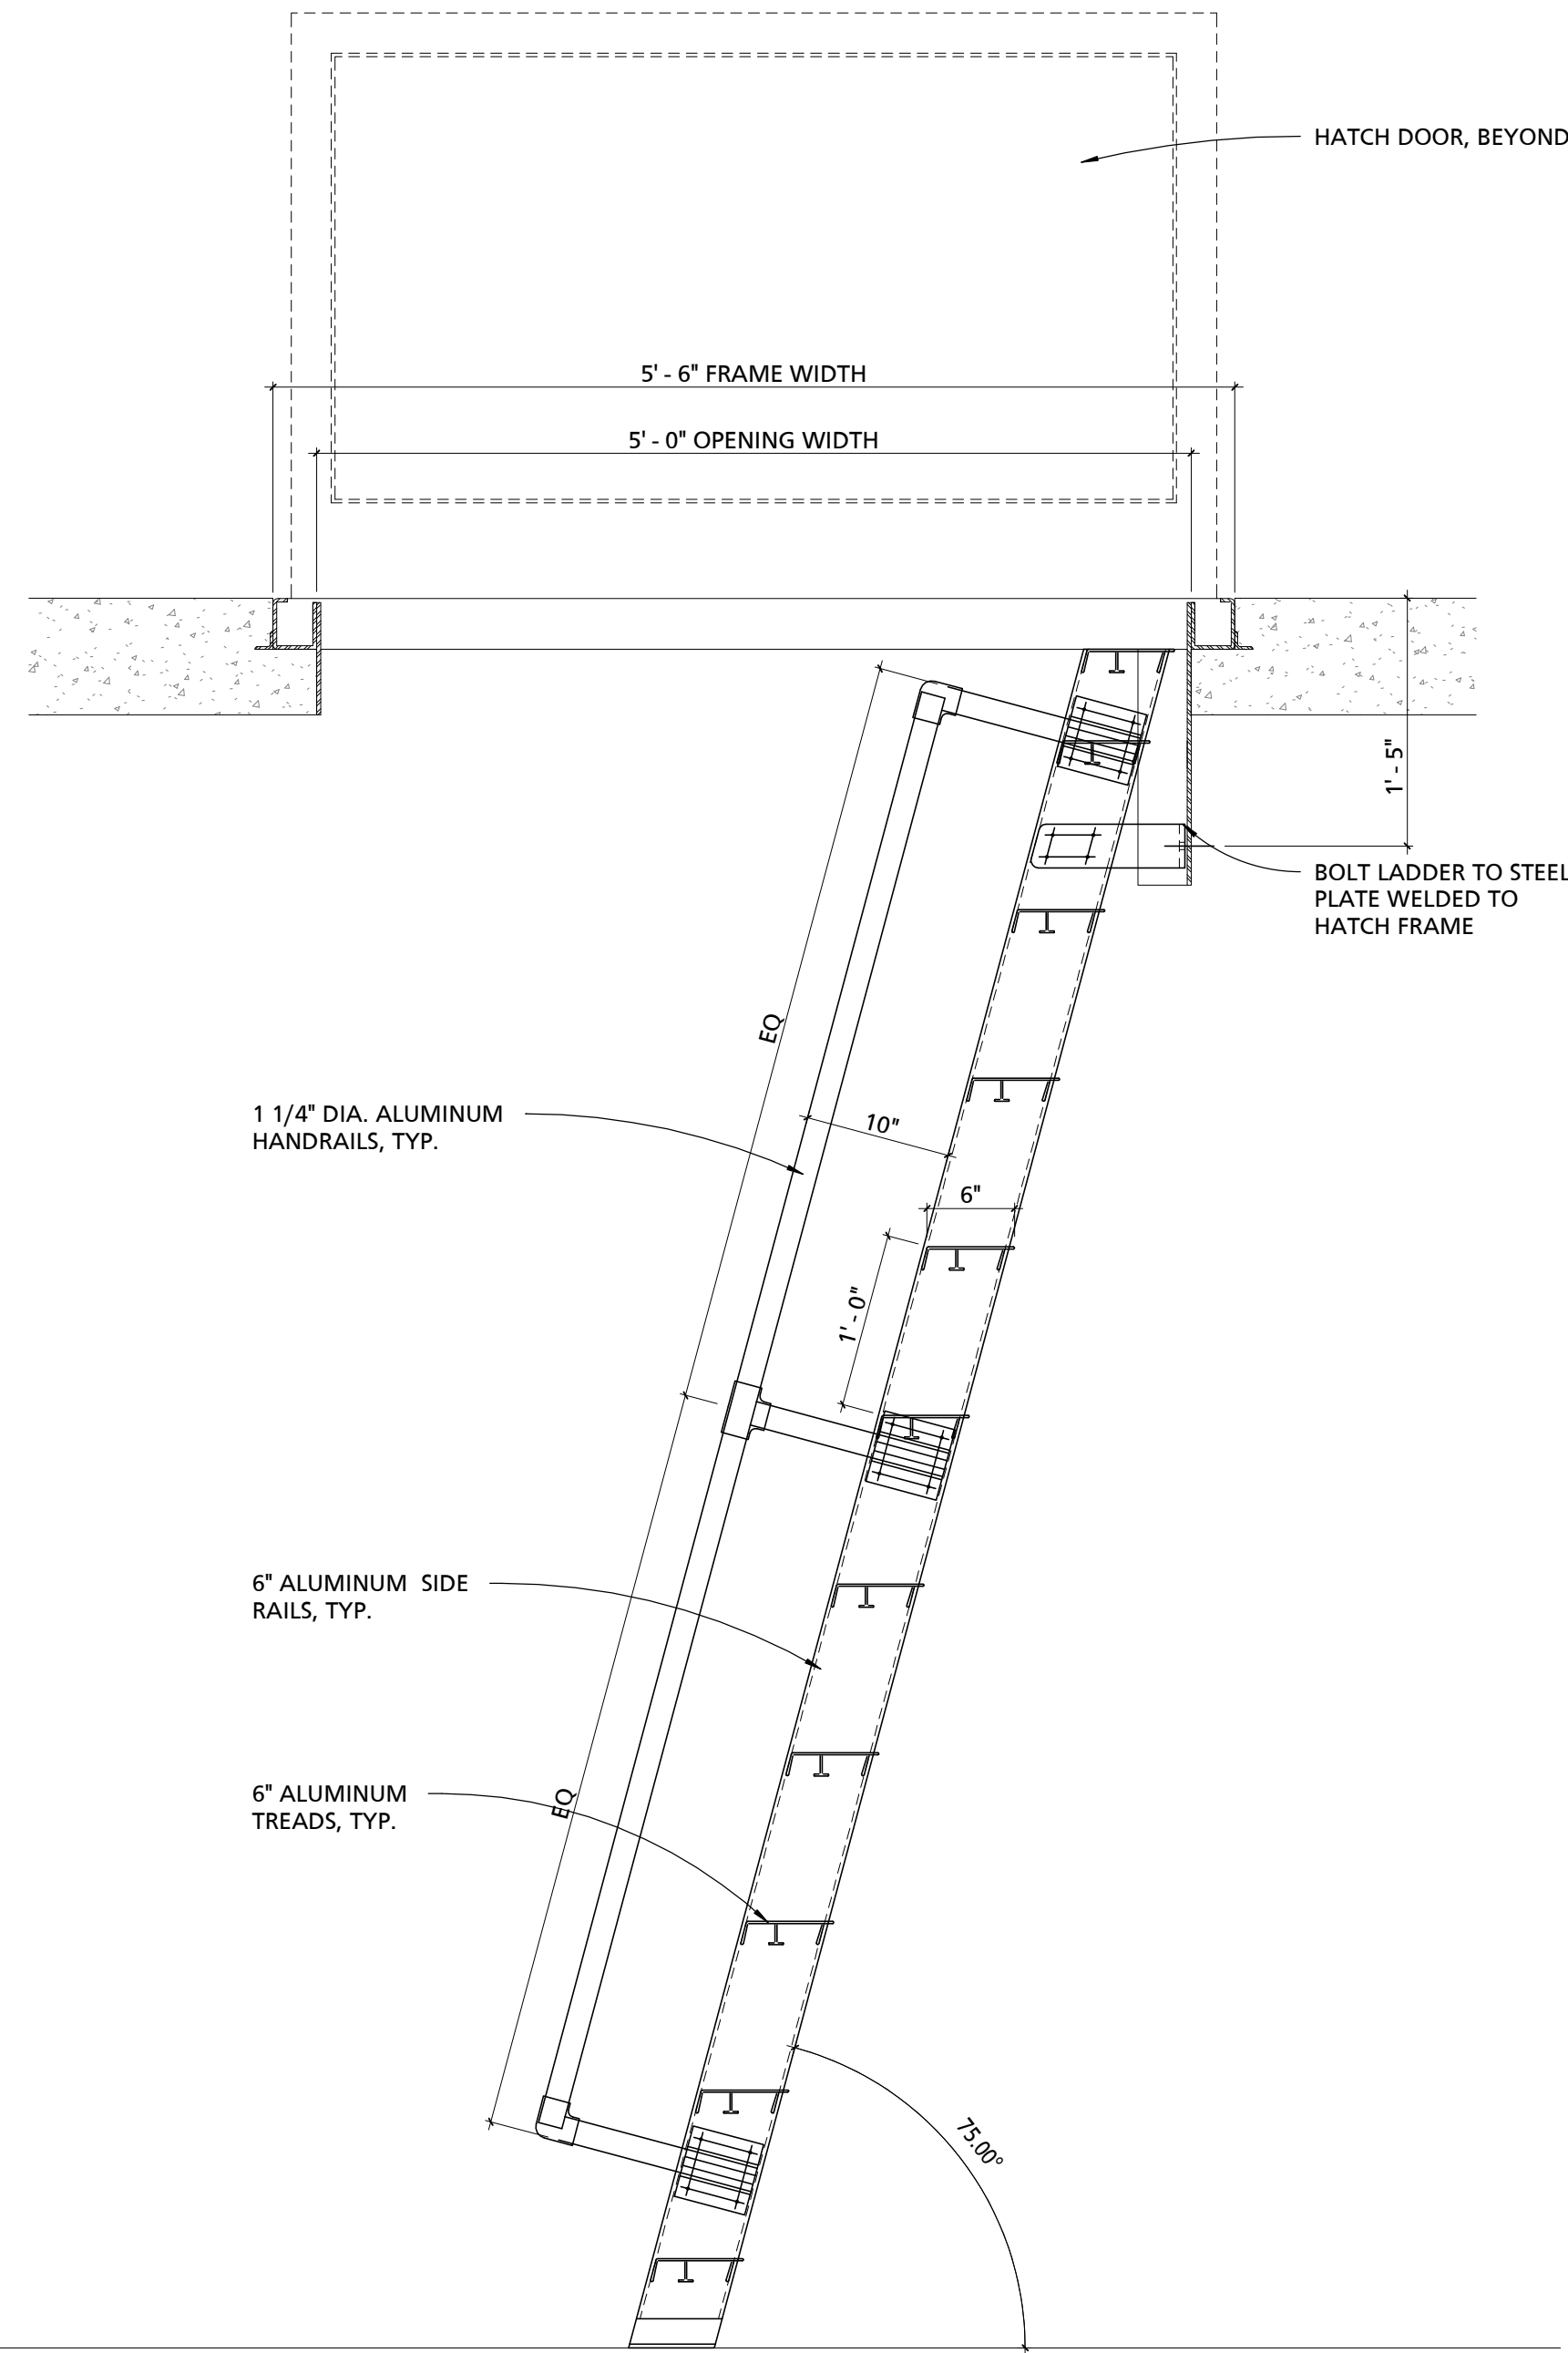 HATCH DOOR, BEYOND
5' - 6" FRAME WIDTH
5' - 0" OPENING WIDTH
1' - 5"
BOLT LADDER TO STEEL
PLATE WELDED TO
HATCH FRAME
EQ
1 1/4" DIA. ALUMINUM
HANDRAILS, TYP.
10"
6"
1' - 0"
6" ALUMINUM  SIDE
RAILS, TYP.
6" ALUMINUM
TREADS, TYP.
EQ
75.00°